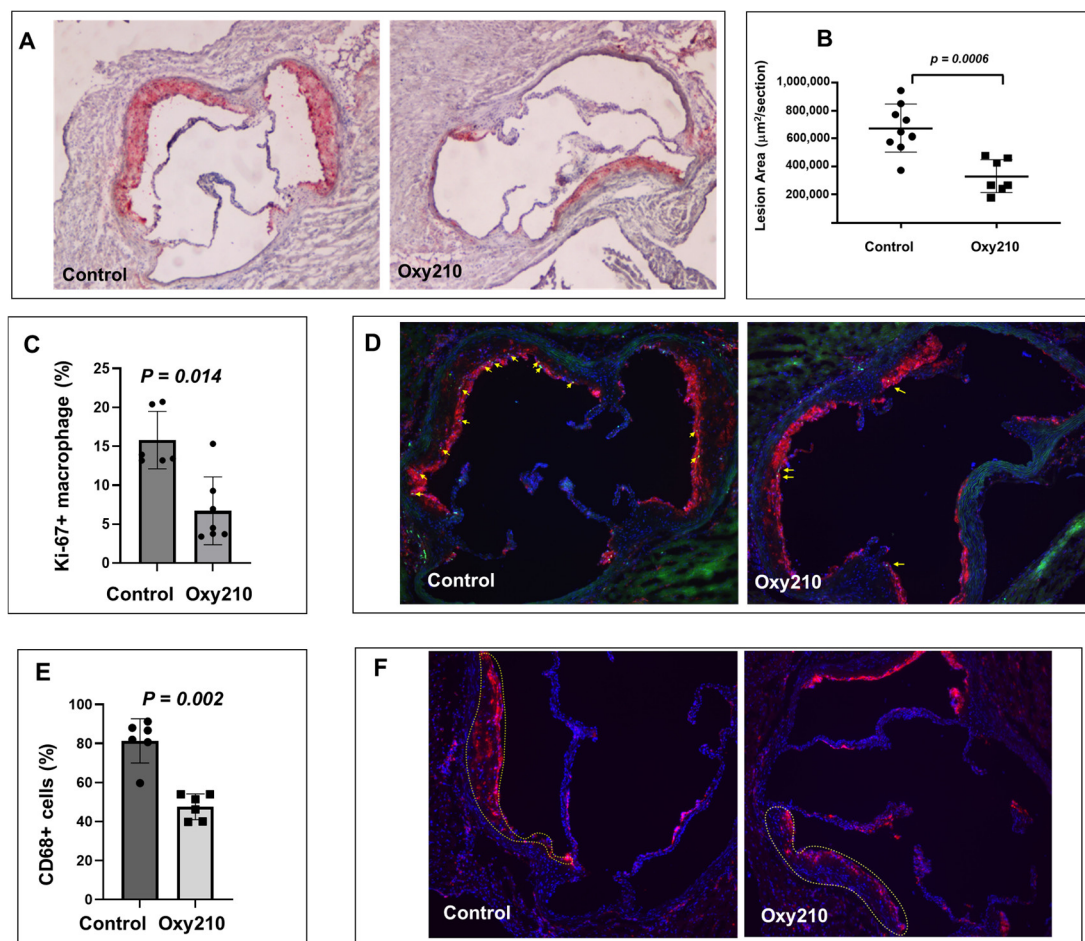 A
Control
Oxy210
B
p = 0.0006
Lesion Area (µm²/section)
1,000,000
800,000
600,000
400,000
200,000
Control
Oxy210
C
P = 0.014
Ki-67+ macrophage (%)
25
20
15
10
5
0
Control Oxy210
D
Control
Oxy210
E
P = 0.002
CD68+ cells (%)
100
80
60
40
20
0
Control Oxy210
F
Control
Oxy210